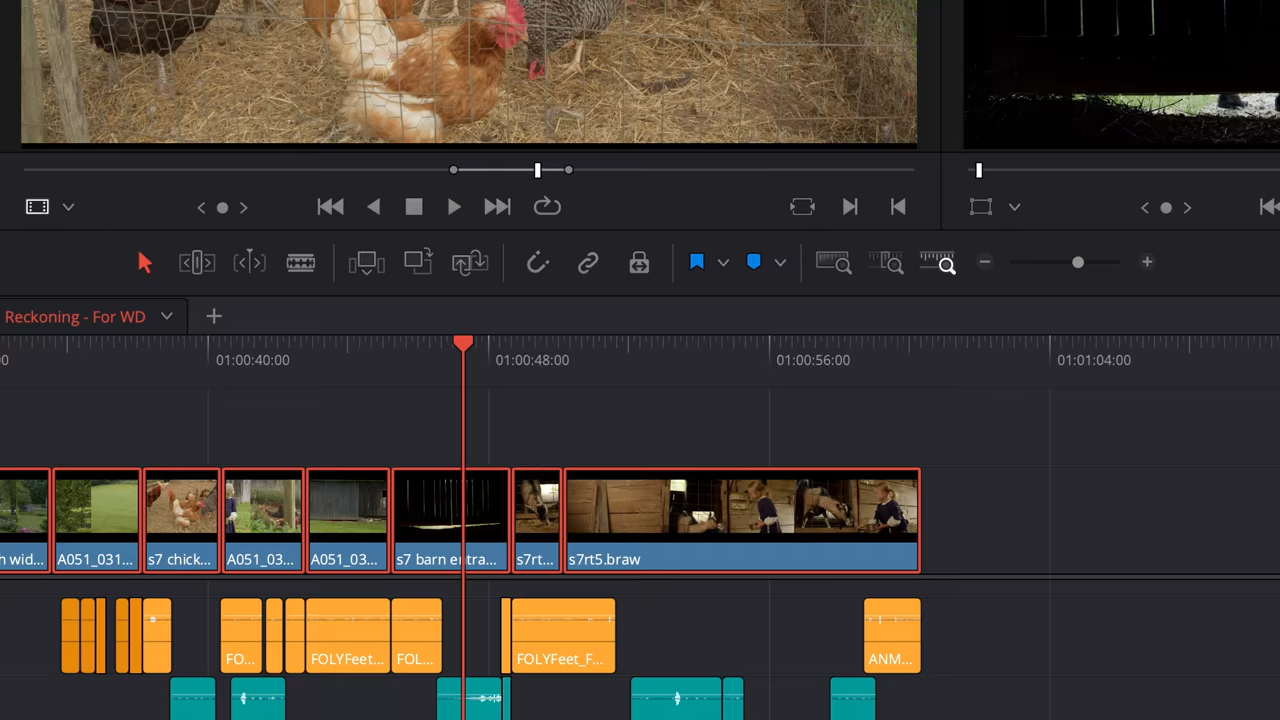 Reckoning - For WD
01:00:40:00
01:00:48:00
01:00:56:00
01:01:04:00
A051_031...
s7 chick...
A051_03...
A051_03...
s7 barn entra...
s7rt...
s7rt5.braw
FO...
FOLYFeet...
FOL...
FOLYFeet_F...
ANM...